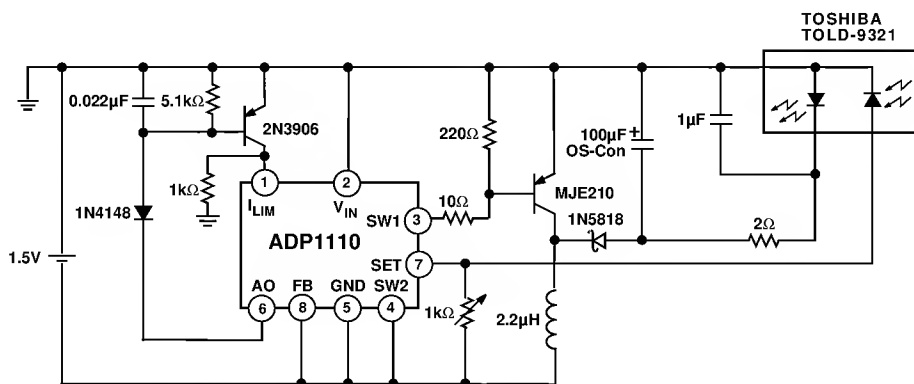 TOSHIBA
TOLD-9321
0.022µF
5.1kΩ
2N3906
220Ω
100µF +
OS-Con
1µF
1kΩ
1
2
MJE210
1N4148
I LIM
V IN
SW1
3
10Ω
1N5818
2Ω
ADP1110
1.5V
SET
7
AO
FB
GND
SW2
6
8
5
4
1kΩ
2.2µH